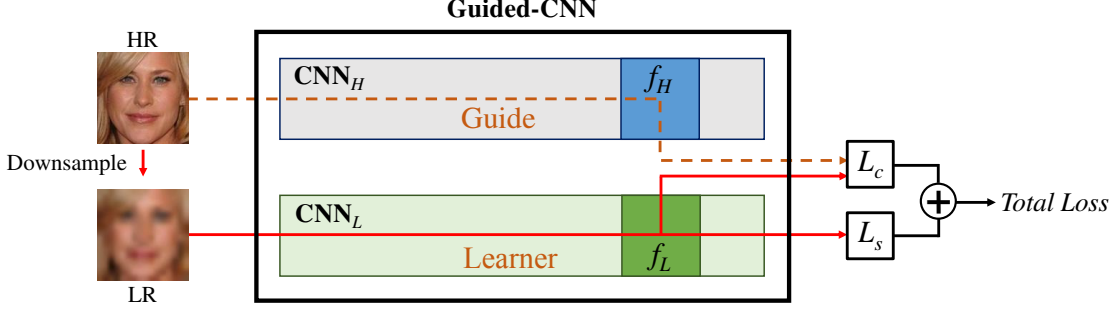 Guided-CNN
HR
CNN_H
f_H
Guide
Downsample
L_c
CNN_L
Total Loss
L_s
Learner
f_L
LR